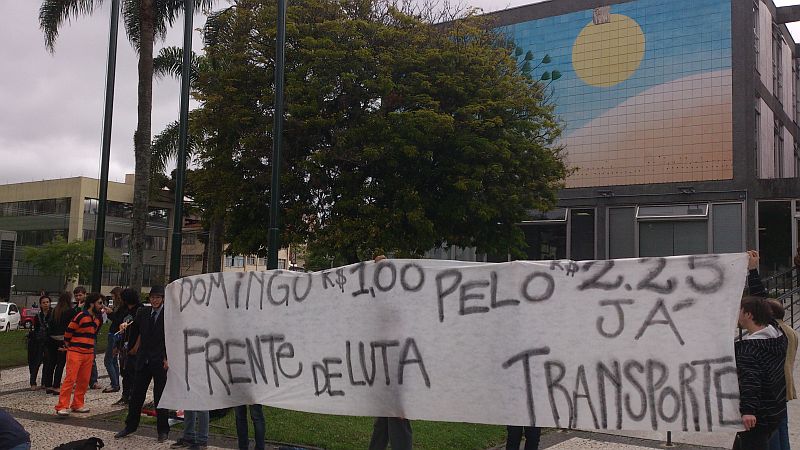 DOMINGO R$1,00 PELO R$2.25
JÁ
FRENTE DE LUTA TRANSPORTE